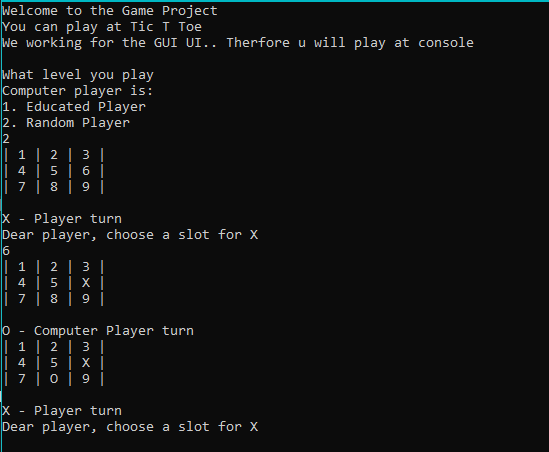 Welcome to the Game Project
You can play at Tic T Toe
We working for the GUI UI.. Therfore u will play at console
What level you play
Computer player is:
1. Educated Player
2. Random Player
2
| 1 | 2 | 3 |
| 4 | 5 | 6 |
| 7 | 8 | 9 |
X - Player turn
Dear player, choose a slot for X
6
| 1 | 2 | 3 |
| 4 | 5 | X |
| 7 | 8 | 9 |
O - Computer Player turn
| 1 | 2 | 3 |
| 4 | 5 | X |
| 7 | O | 9 |
X - Player turn
Dear player, choose a slot for X